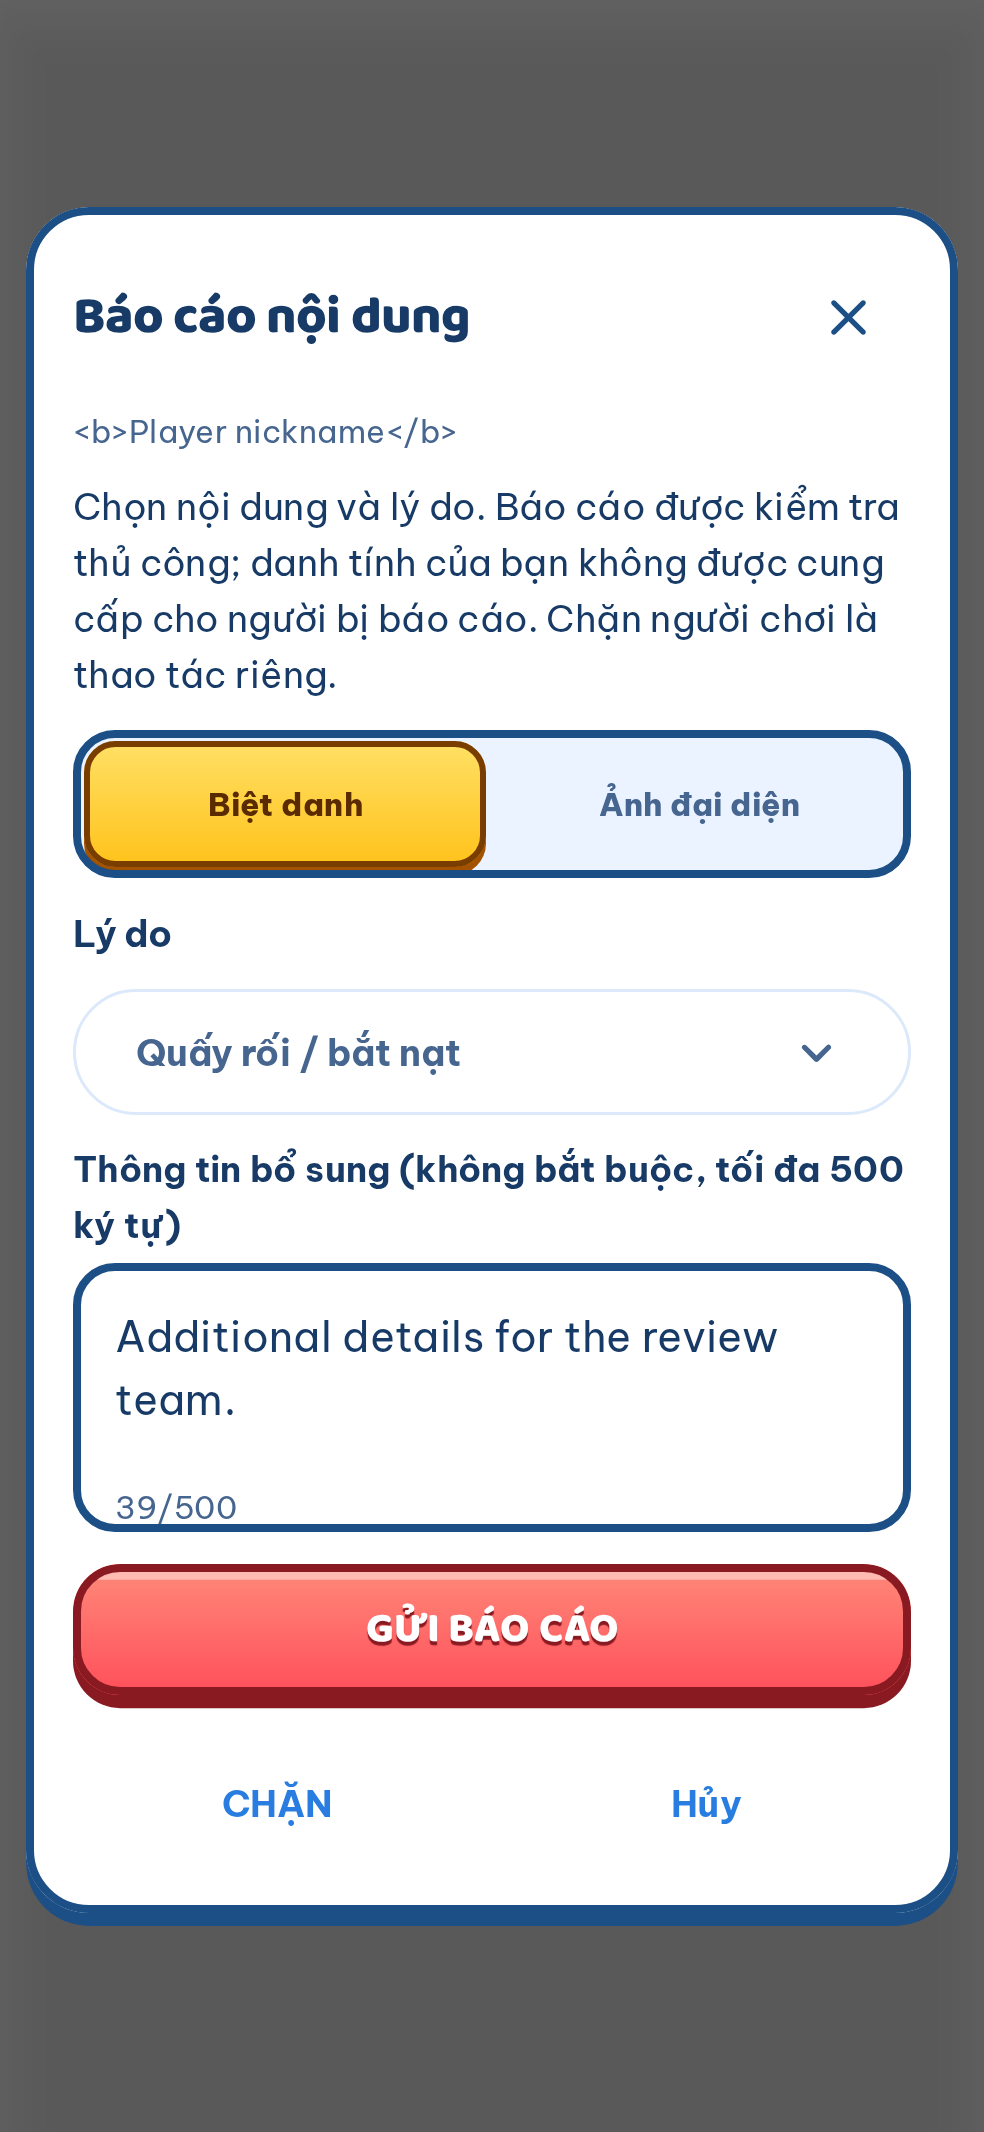 Báo cáo nội dung
<b>Player nickname</b>
Chọn nội dung và lý do. Báo cáo được kiểm tra
thủ công; danh tính của bạn không được cung
cấp cho người bị báo cáo. Chặn người chơi là
thao tác riêng.
Biệt danh
Ảnh đại diện
Lý do
Quấy rối / bắt nạt
Thông tin bổ sung (không bắt buộc, tối đa 500
ký tự)
Additional details for the review
team.
39/500
GỬI BÁO CÁO
CHẶN
Hủy